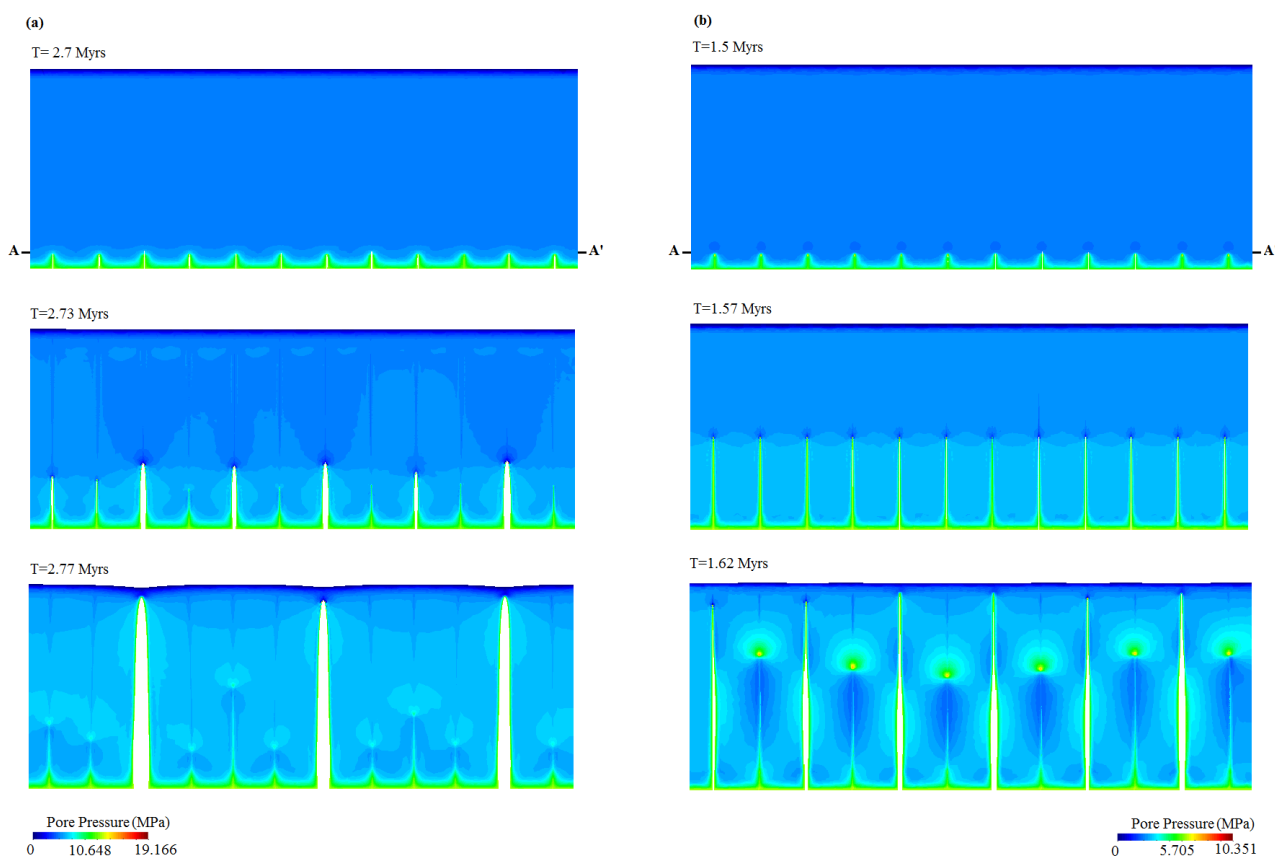 (a)
T= 2.7 Myrs
A A'
T=2.73 Myrs
T=2.77 Myrs
Pore Pressure (MPa)
0 10.648 19.166
(b)
T=1.5 Myrs
A A
T=1.57 Myrs
T=1.62 Myrs
Pore Pressure (MPa)
0 5.705 10.351